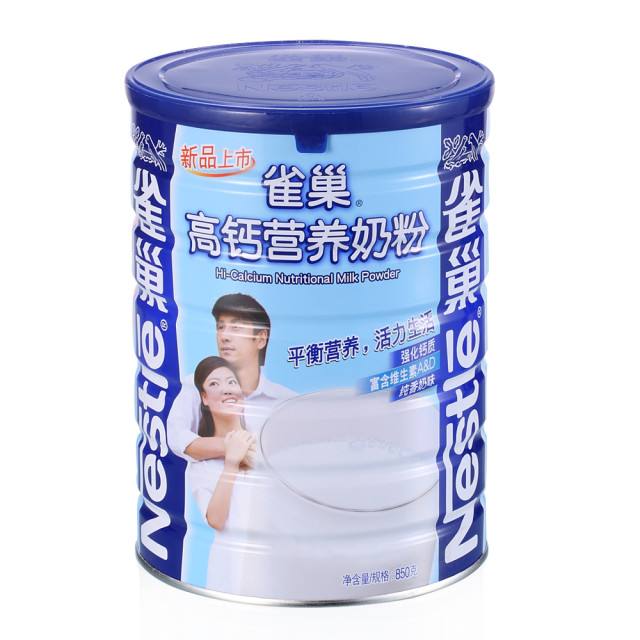 Nestlé
新品上市
雀巢®
高钙营养奶粉
Hi-Calcium Nutritional Milk Powder
平衡营养，活力生活
强化钙质
富含维生素A&D
纯香奶味
净含量/规格：850克
雀巢®
Nestlé
雀巢®
Nestlé